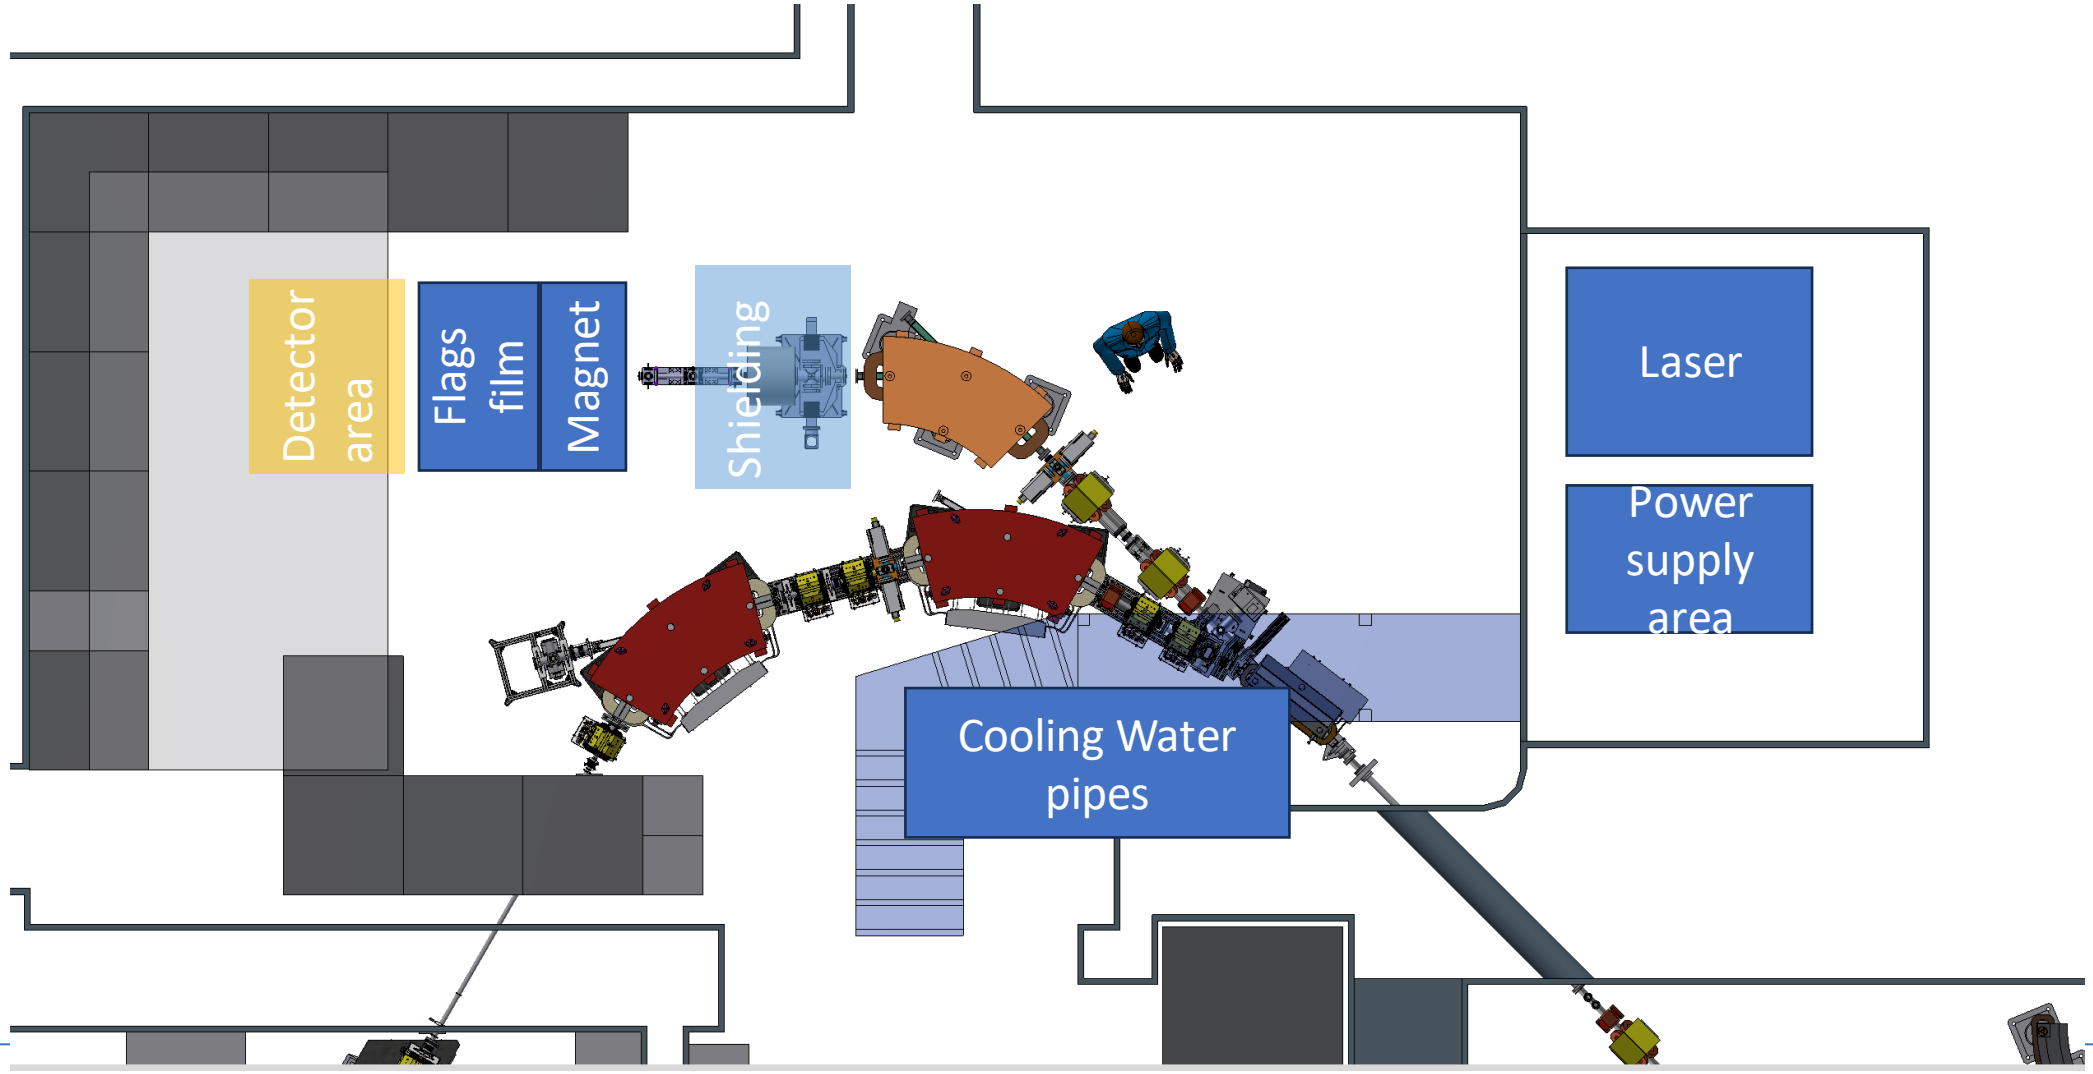 Detector
area
Flags
film
Magnet
Shielding
Laser
Power
supply
area
Cooling Water
pipes